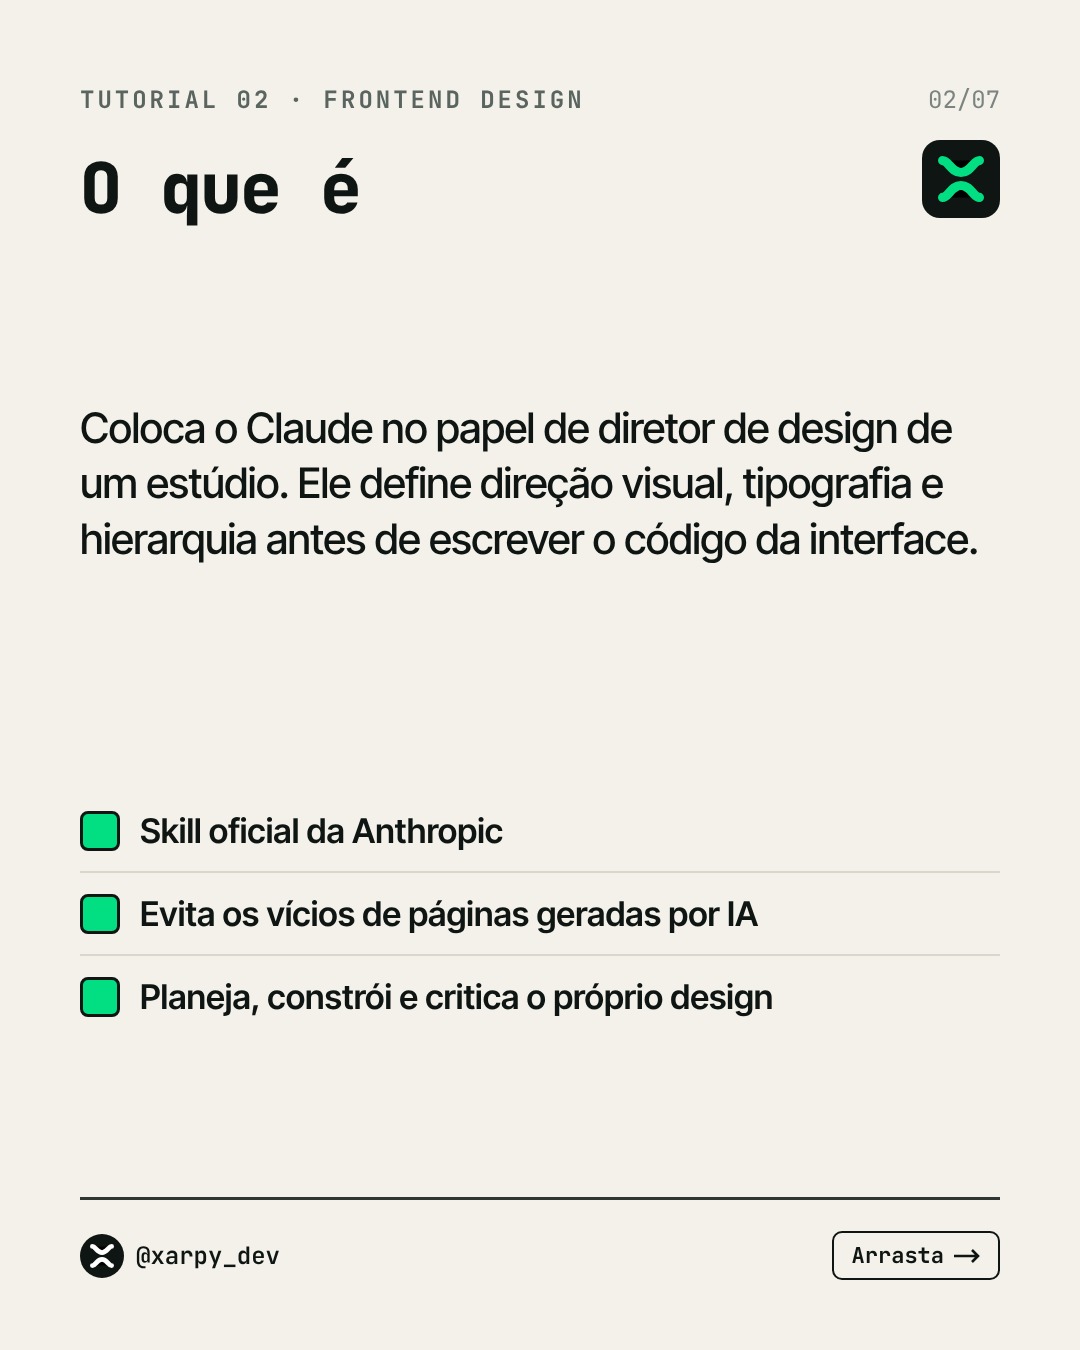 TUTORIAL 02 · FRONTEND DESIGN
02/07
O que é
Coloca o Claude no papel de diretor de design de
um estúdio. Ele define direção visual, tipografia e
hierarquia antes de escrever o código da interface.
Skill oficial da Anthropic
Evita os vícios de páginas geradas por IA
Planeja, constrói e critica o próprio design
@xarpy_dev
Arrasta →